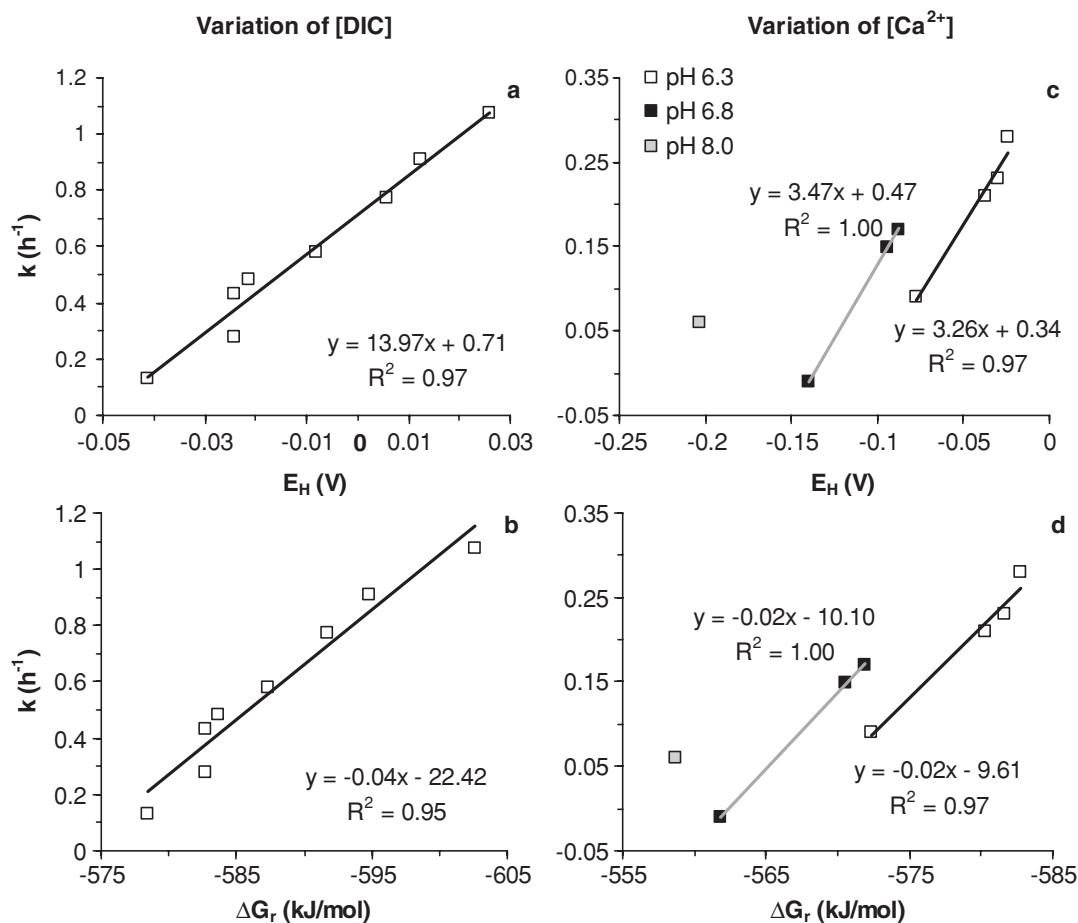 Variation of [DIC]
Variation of [Ca²⁺]
a
k (h⁻¹)
1.2
1
0.8
0.6
0.4
0.2
0
y = 13.97x + 0.71
R² = 0.97
-0.05 -0.03 -0.01 0 0.01 0.03
E_H (V)
c
□ pH 6.3
■ pH 6.8
■ pH 8.0
0.35
0.25
0.15
0.05
-0.05
y = 3.47x + 0.47
R² = 1.00
y = 3.26x + 0.34
R² = 0.97
-0.25 -0.2 -0.15 -0.1 -0.05 0
E_H (V)
b
k (h⁻¹)
1.2
1
0.8
0.6
0.4
0.2
0
y = -0.04x - 22.42
R² = 0.95
-575 -585 -595 -605
ΔG_r (kJ/mol)
d
0.35
0.25
0.15
0.05
-0.05
y = -0.02x - 10.10
R² = 1.00
y = -0.02x - 9.61
R² = 0.97
-555 -565 -575 -585
ΔG_r (kJ/mol)